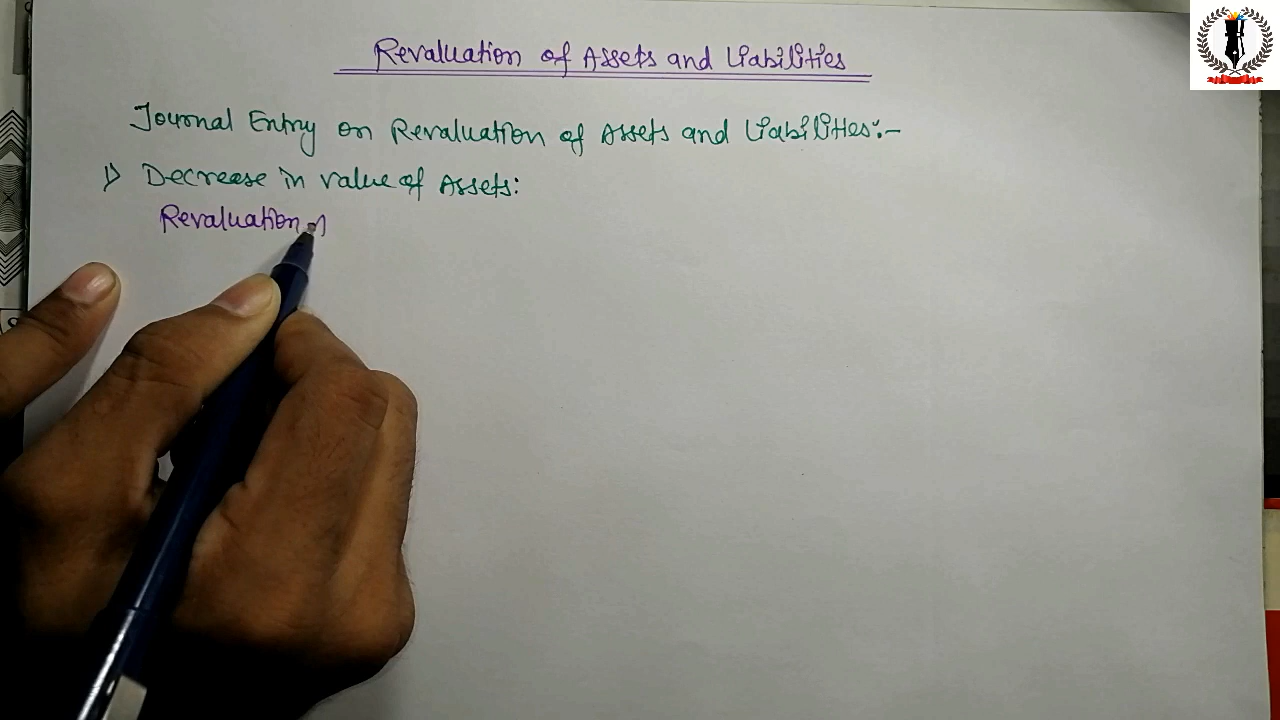 Revaluation of Assets and Liabilities
Journal Entry on Revaluation of Assets and Liabilities:-
1> Decrease in value of Assets:
Revaluation